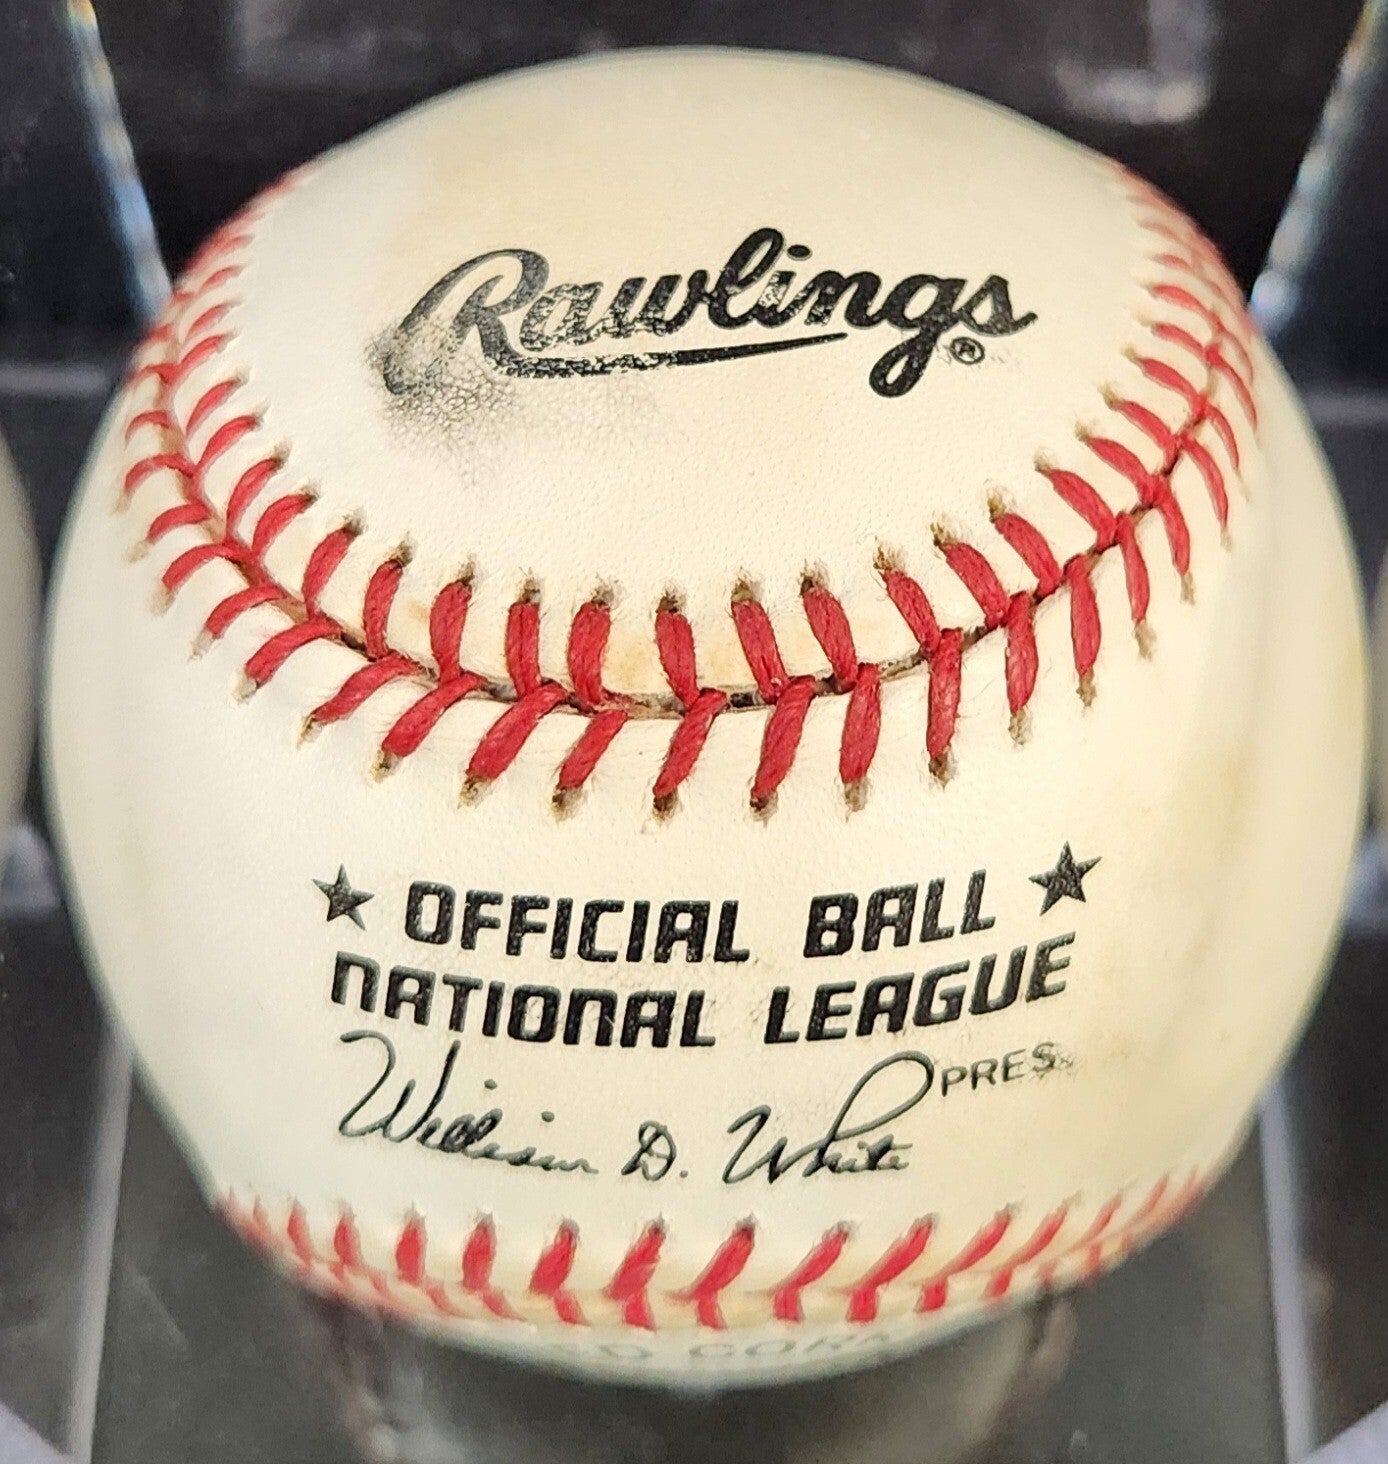 Rawlings®
★ OFFICIAL BALL ★
NATIONAL LEAGUE
William D. White PRES.